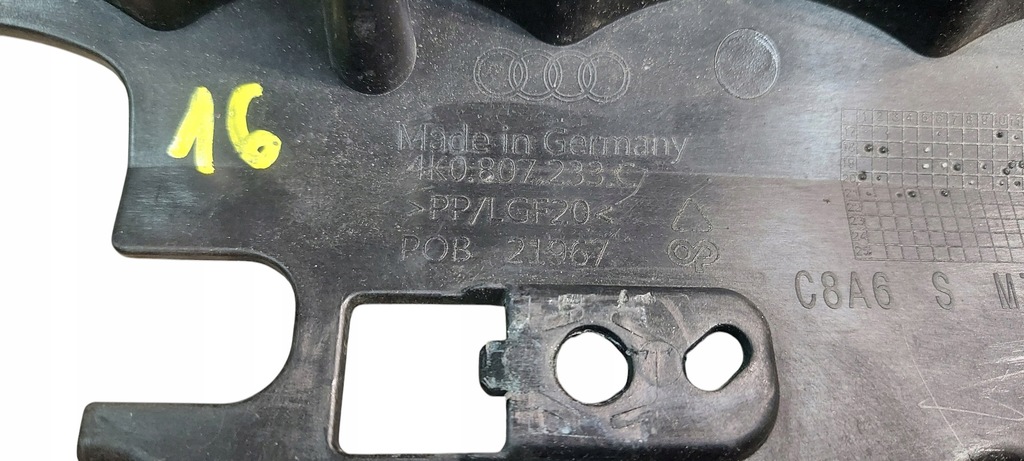 16
Made in Germany
4K0.807.233.C
>PP/LGF20<
POB 21967
C8A6 S